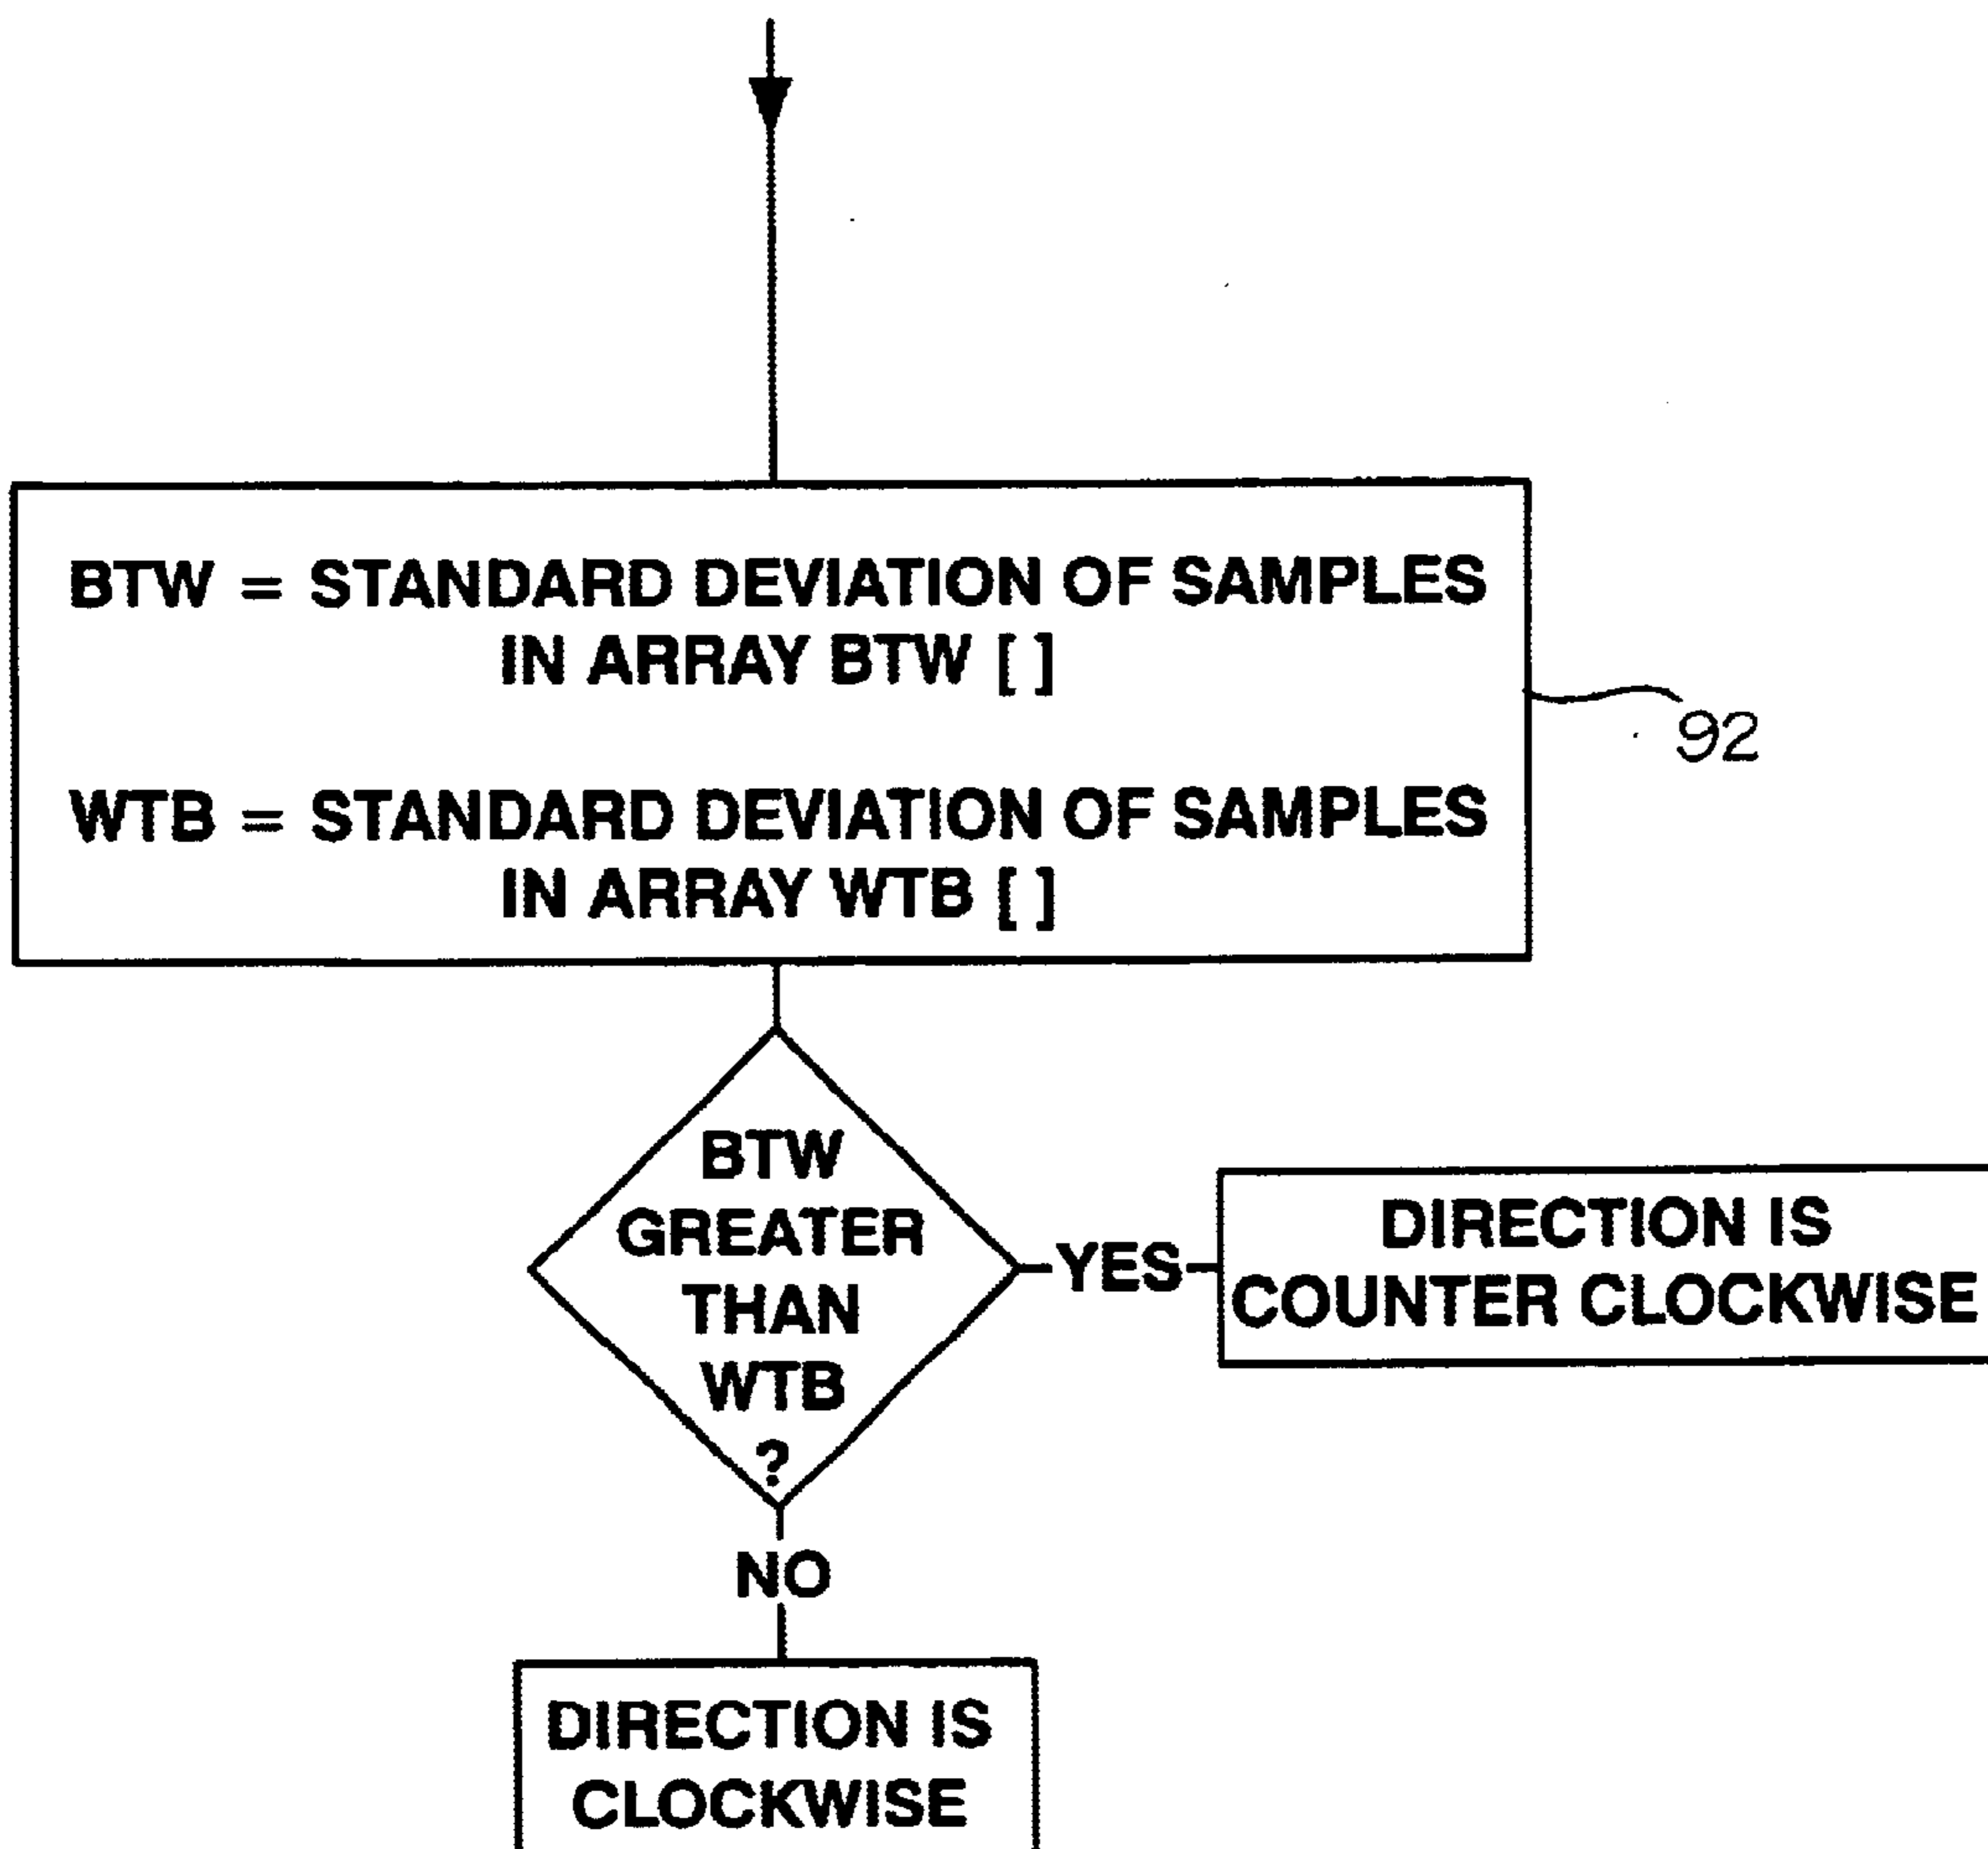 BTW = STANDARD DEVIATION OF SAMPLES
IN ARRAY BTW [ ]
92
WTB = STANDARD DEVIATION OF SAMPLES
IN ARRAY WTB [ ]
BTW
GREATER
THAN
WTB
?
YES
DIRECTION IS
COUNTER CLOCKWISE
NO
DIRECTION IS
CLOCKWISE